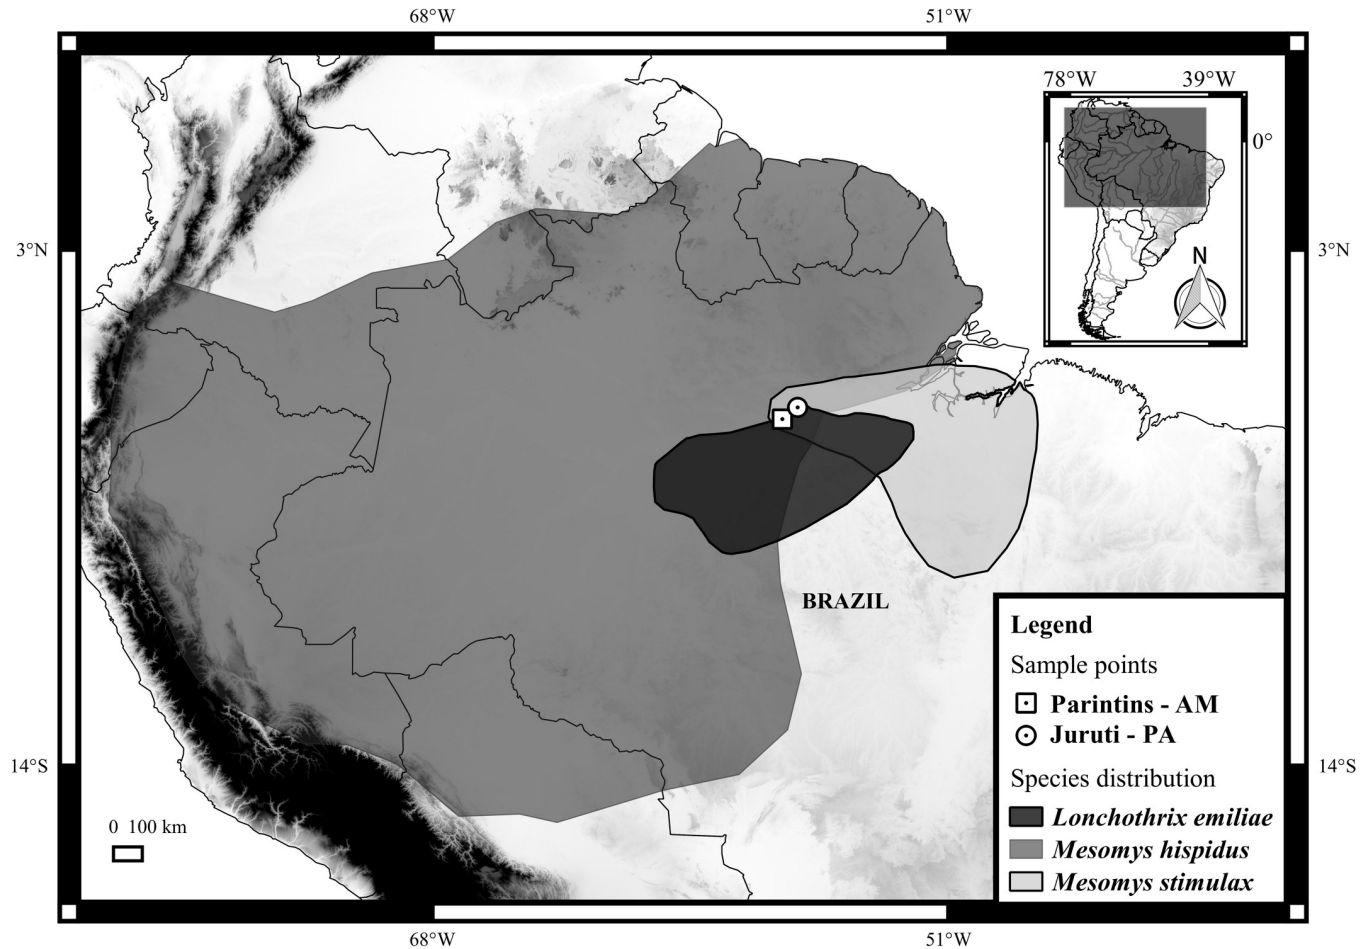 68°W 51°W
78°W 39°W
0°
N
3°N 3°N
BRAZIL
Legend
Sample points
Parintins - AM
Juruti - PA
Species distribution
Lonchothrix emiliae
Mesomys hispidus
Mesomys stimulax
14°S 14°S
0 100 km
68°W 51°W